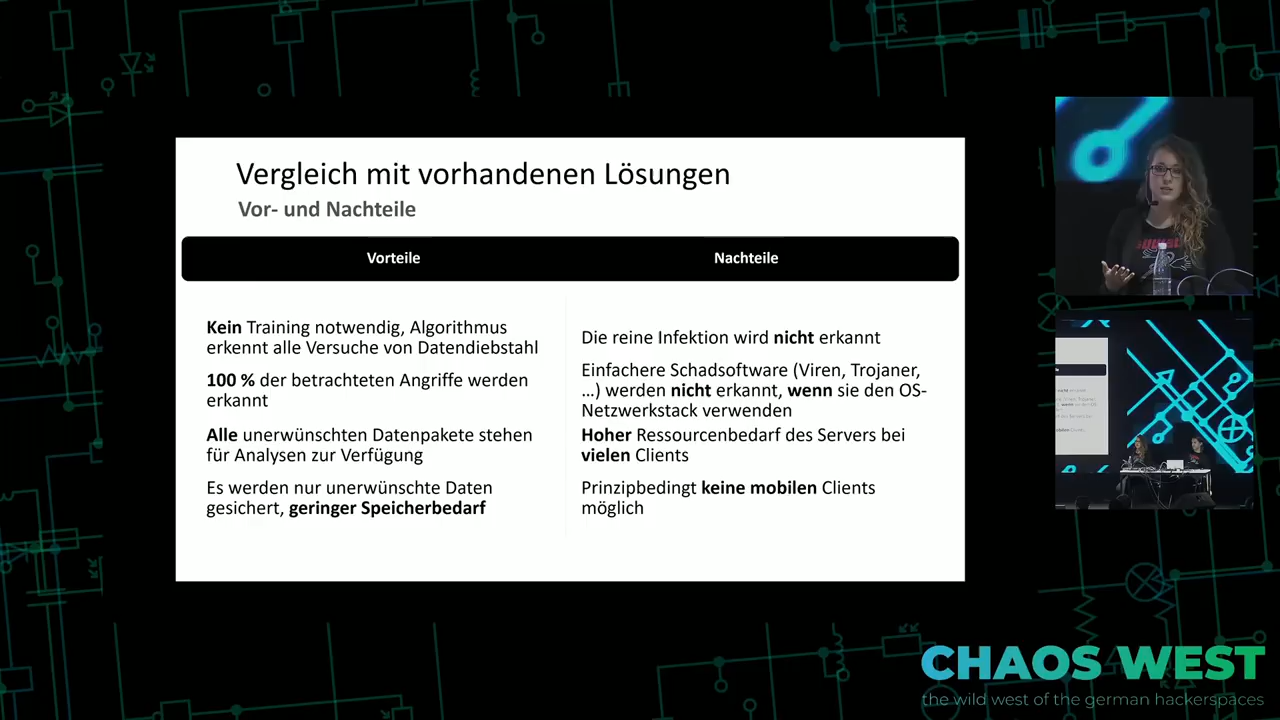 Vergleich mit vorhandenen Lösungen
Vor- und Nachteile
Vorteile
Nachteile
Kein Training notwendig, Algorithmus
erkennt alle Versuche von Datendiebstahl
100 % der betrachteten Angriffe werden
erkannt
Alle unerwünschten Datenpakete stehen
für Analysen zur Verfügung
Es werden nur unerwünschte Daten
gesichert, geringer Speicherbedarf
Die reine Infektion wird nicht erkannt
Einfachere Schadsoftware (Viren, Trojaner,
...) werden nicht erkannt, wenn sie den OS-
Netzwerkstack verwenden
Hoher Ressourcenbedarf des Servers bei
vielen Clients
Prinzipbedingt keine mobilen Clients
möglich
CHAOS WEST
the wild west of the german hackerspaces